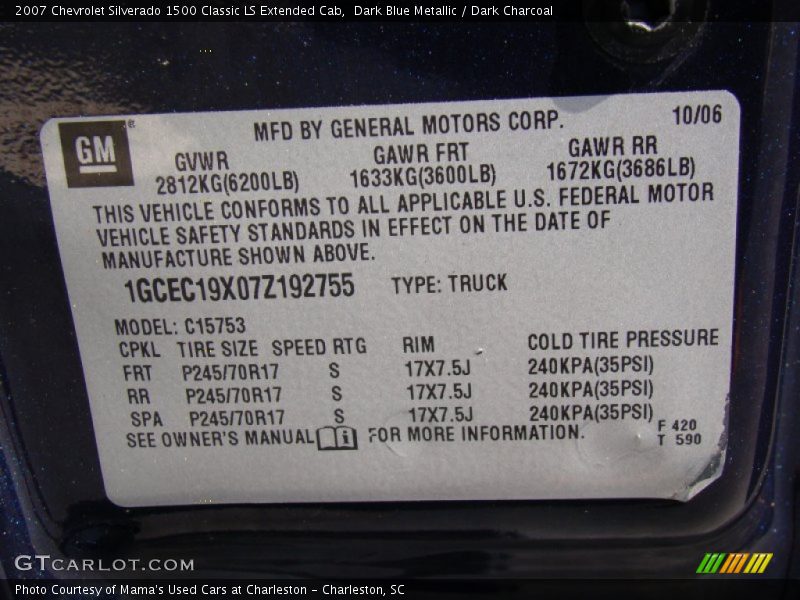 2007 Chevrolet Silverado 1500 Classic LS Extended Cab,  Dark Blue Metallic / Dark Charcoal
GM®
MFD BY GENERAL MOTORS CORP.
10/06
GVWR GAWR FRT GAWR RR
2812KG(6200LB) 1633KG(3600LB) 1672KG(3686LB)
THIS VEHICLE CONFORMS TO ALL APPLICABLE U.S. FEDERAL MOTOR
VEHICLE SAFETY STANDARDS IN EFFECT ON THE DATE OF
MANUFACTURE SHOWN ABOVE.
1GCEC19X07Z192755 TYPE: TRUCK
MODEL: C15753
CPKL TIRE SIZE SPEED RTG RIM COLD TIRE PRESSURE
FRT P245/70R17 S 17X7.5J 240KPA(35PSI)
RR P245/70R17 S 17X7.5J 240KPA(35PSI)
SPA P245/70R17 S 17X7.5J 240KPA(35PSI)
SEE OWNER'S MANUAL i FOR MORE INFORMATION.
F 420
T 590
GTcarlot.com
Photo Courtesy of Mama's Used Cars at Charleston - Charleston, SC